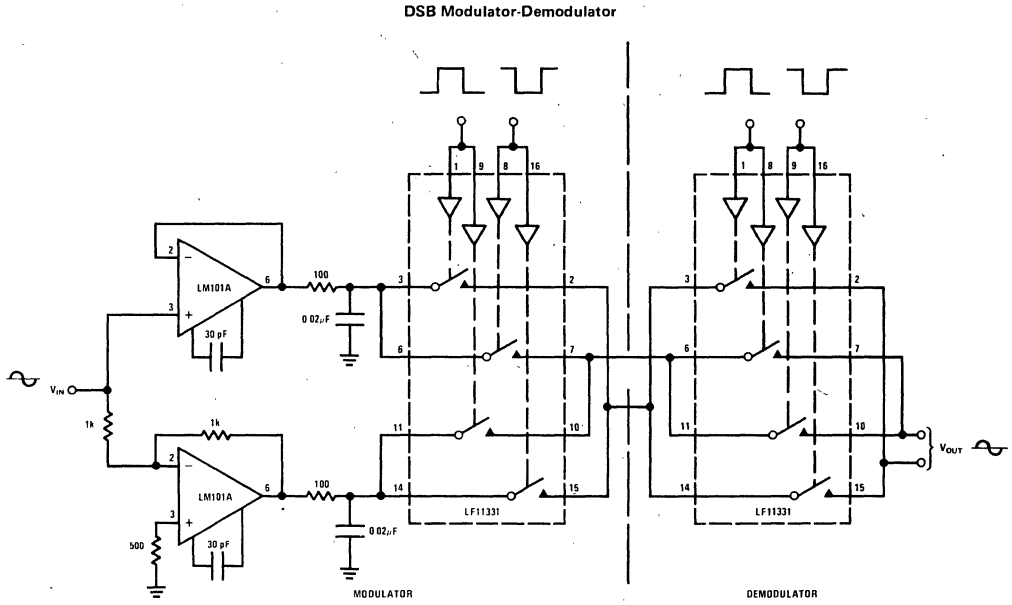 DSB Modulator-Demodulator
1 9 8 16
1 8 9 16
2
LM101A
6
3
30 pF
100
0 02μF
3
2
6
7
11
10
14
15
LF11331
3
2
6
7
11
10
14
15
LF11331
VIN
1k
1k
2
LM101A
6
3
500
30 pF
100
0 02μF
VOUT
MODULATOR
DEMODULATOR